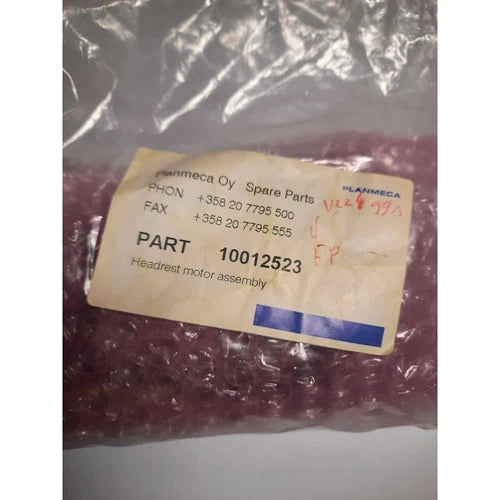 Planmeca Oy Spare Parts
PLANMECA
PHON +358 20 7795 500
FAX +358 20 7795 555
PART 10012523
FP
Headrest motor assembly